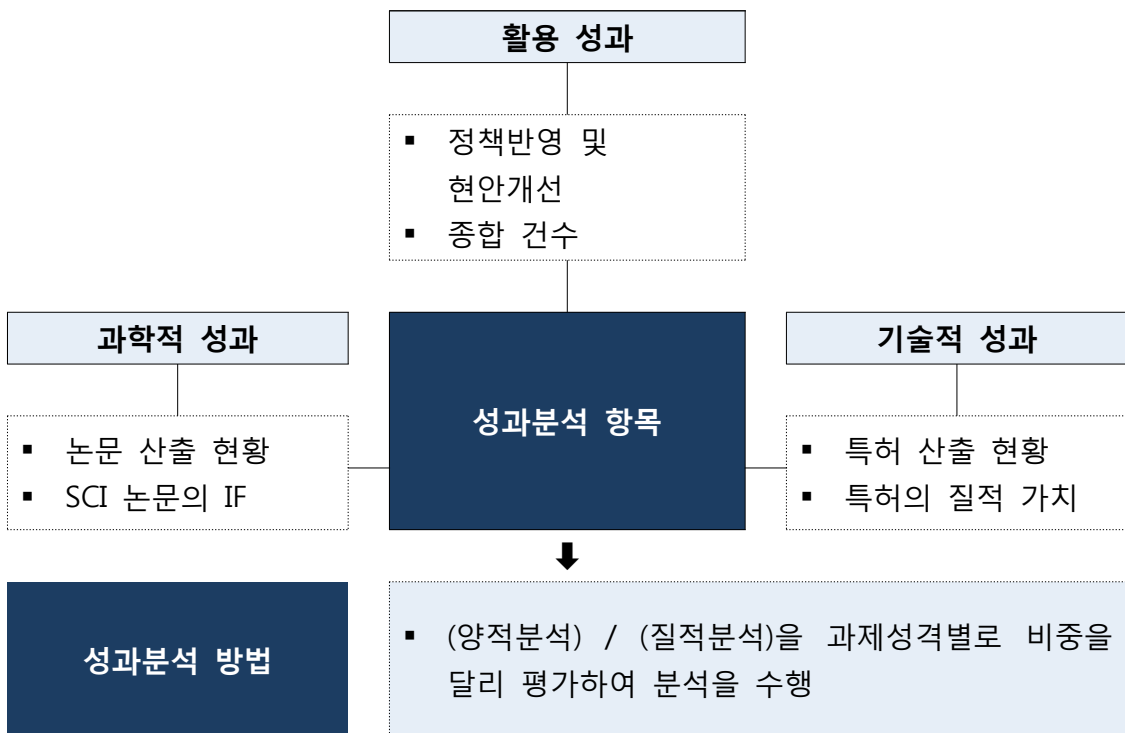 활용 성과
▪ 정책반영 및
현안개선
▪ 종합 건수
과학적 성과
▪ 논문 산출 현황
▪ SCI 논문의 IF
성과분석 항목
기술적 성과
▪ 특허 산출 현황
▪ 특허의 질적 가치
성과분석 방법
▪ (양적분석) / (질적분석)을 과제성격별로 비중을
달리 평가하여 분석을 수행